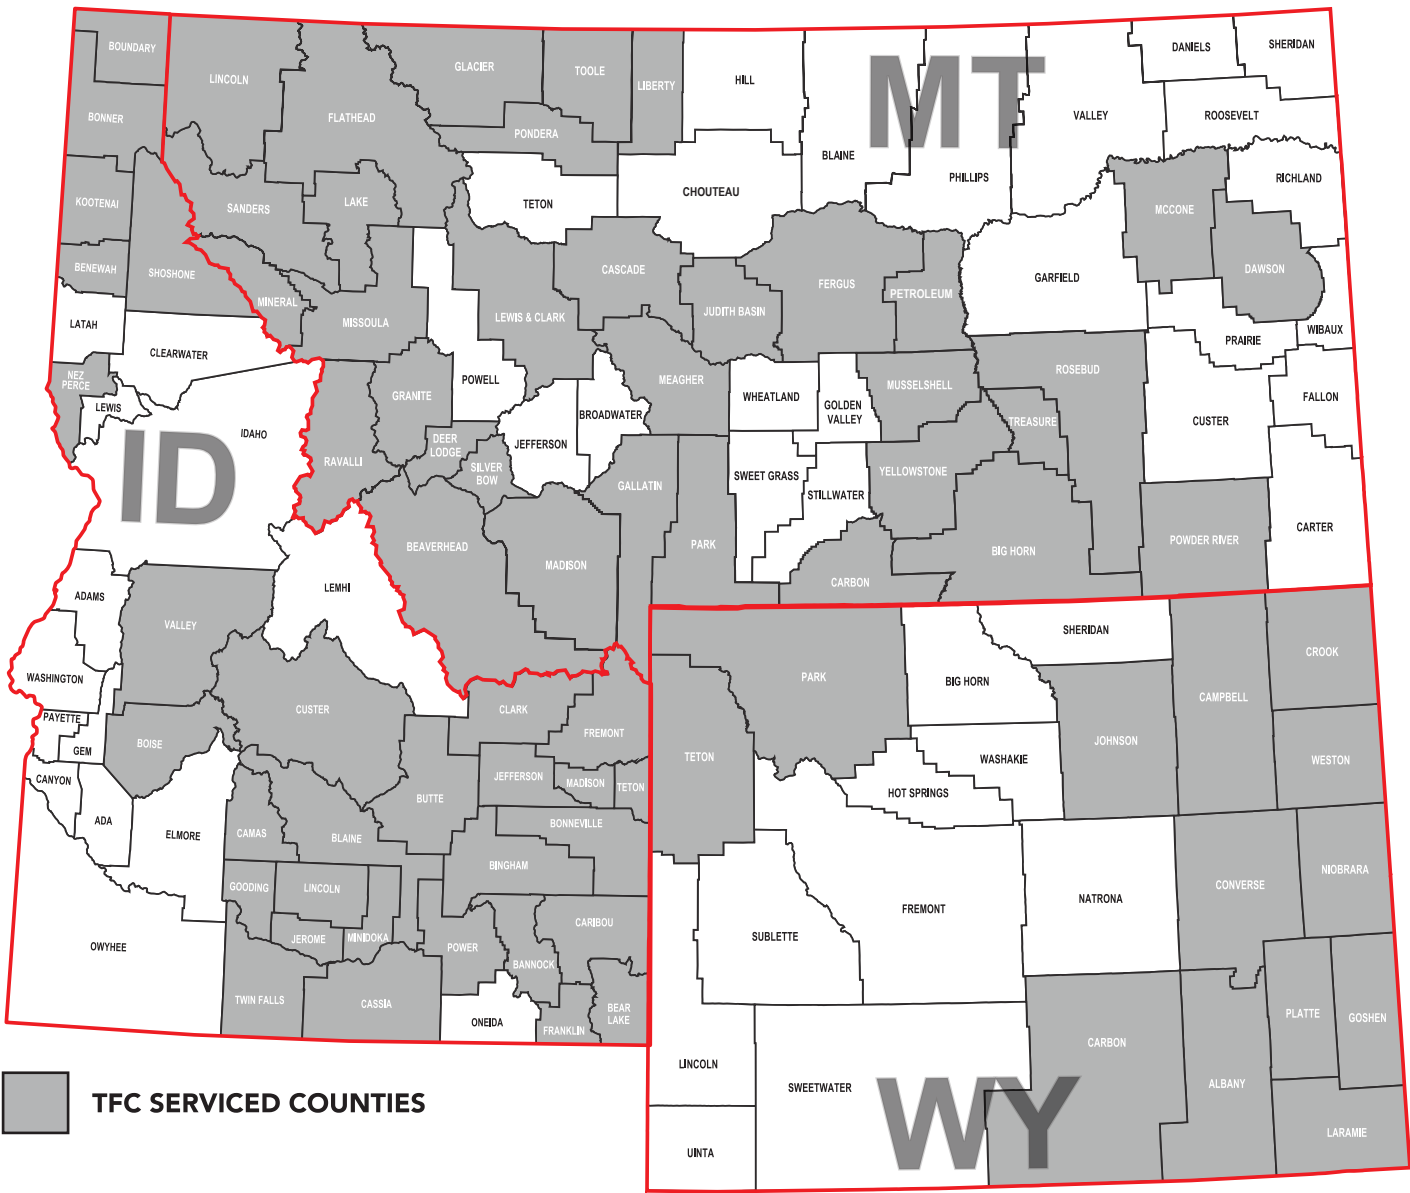 MT
BOUNDARY
LINCOLN
GLACIER
TOOLE
LIBERTY
HILL
DANIELS
SHERIDAN
BONNER
FLATHEAD
PONDERA
BLAINE
PHILLIPS
VALLEY
ROOSEVELT
KOOTENAI
SANDERS
LAKE
TETON
CHOUTEAU
MCCONE
RICHLAND
BENEWAH
SHOSHONE
MINERAL
MISSOULA
LEWIS & CLARK
CASCADE
JUDITH BASIN
FERGUS
PETROLEUM
GARFIELD
DAWSON
LATAH
CLEARWATER
POWELL
MEAGHER
PRAIRIE
WIBAUX
NEZ
PERCE
LEWIS
IDAHO
ID
RAVALLI
GRANITE
DEER
LODGE
SILVER
BOW
JEFFERSON
BROADWATER
WHEATLAND
GOLDEN
VALLEY
MUSSELSHELL
TREASURE
ROSEBUD
CUSTER
FALLON
GALLATIN
PARK
SWEET GRASS
STILLWATER
YELLOWSTONE
BEAVERHEAD
MADISON
CARBON
BIG HORN
POWDER RIVER
CARTER
ADAMS
VALLEY
LEMHI
WASHINGTON
PAYETTE
GEM
BOISE
CUSTER
CLARK
FREMONT
CANYON
ADA
ELMORE
CAMAS
BLAINE
BUTTE
JEFFERSON
MADISON
TETON
BONNEVILLE
BINGHAM
GOODING
LINCOLN
JEROME
MINIDOKA
POWER
BANNOCK
CARIBOU
OWYHEE
TWIN FALLS
CASSIA
ONEIDA
FRANKLIN
BEAR
LAKE
PARK
BIG HORN
SHERIDAN
CAMPBELL
CROOK
TETON
HOT SPRINGS
WASHAKIE
JOHNSON
WESTON
SUBLETTE
FREMONT
NATRONA
CONVERSE
NIOBRARA
LINCOLN
SWEETWATER
CARBON
ALBANY
PLATTE
GOSHEN
UINTA
LARAMIE
WY
TFC SERVICED COUNTIES